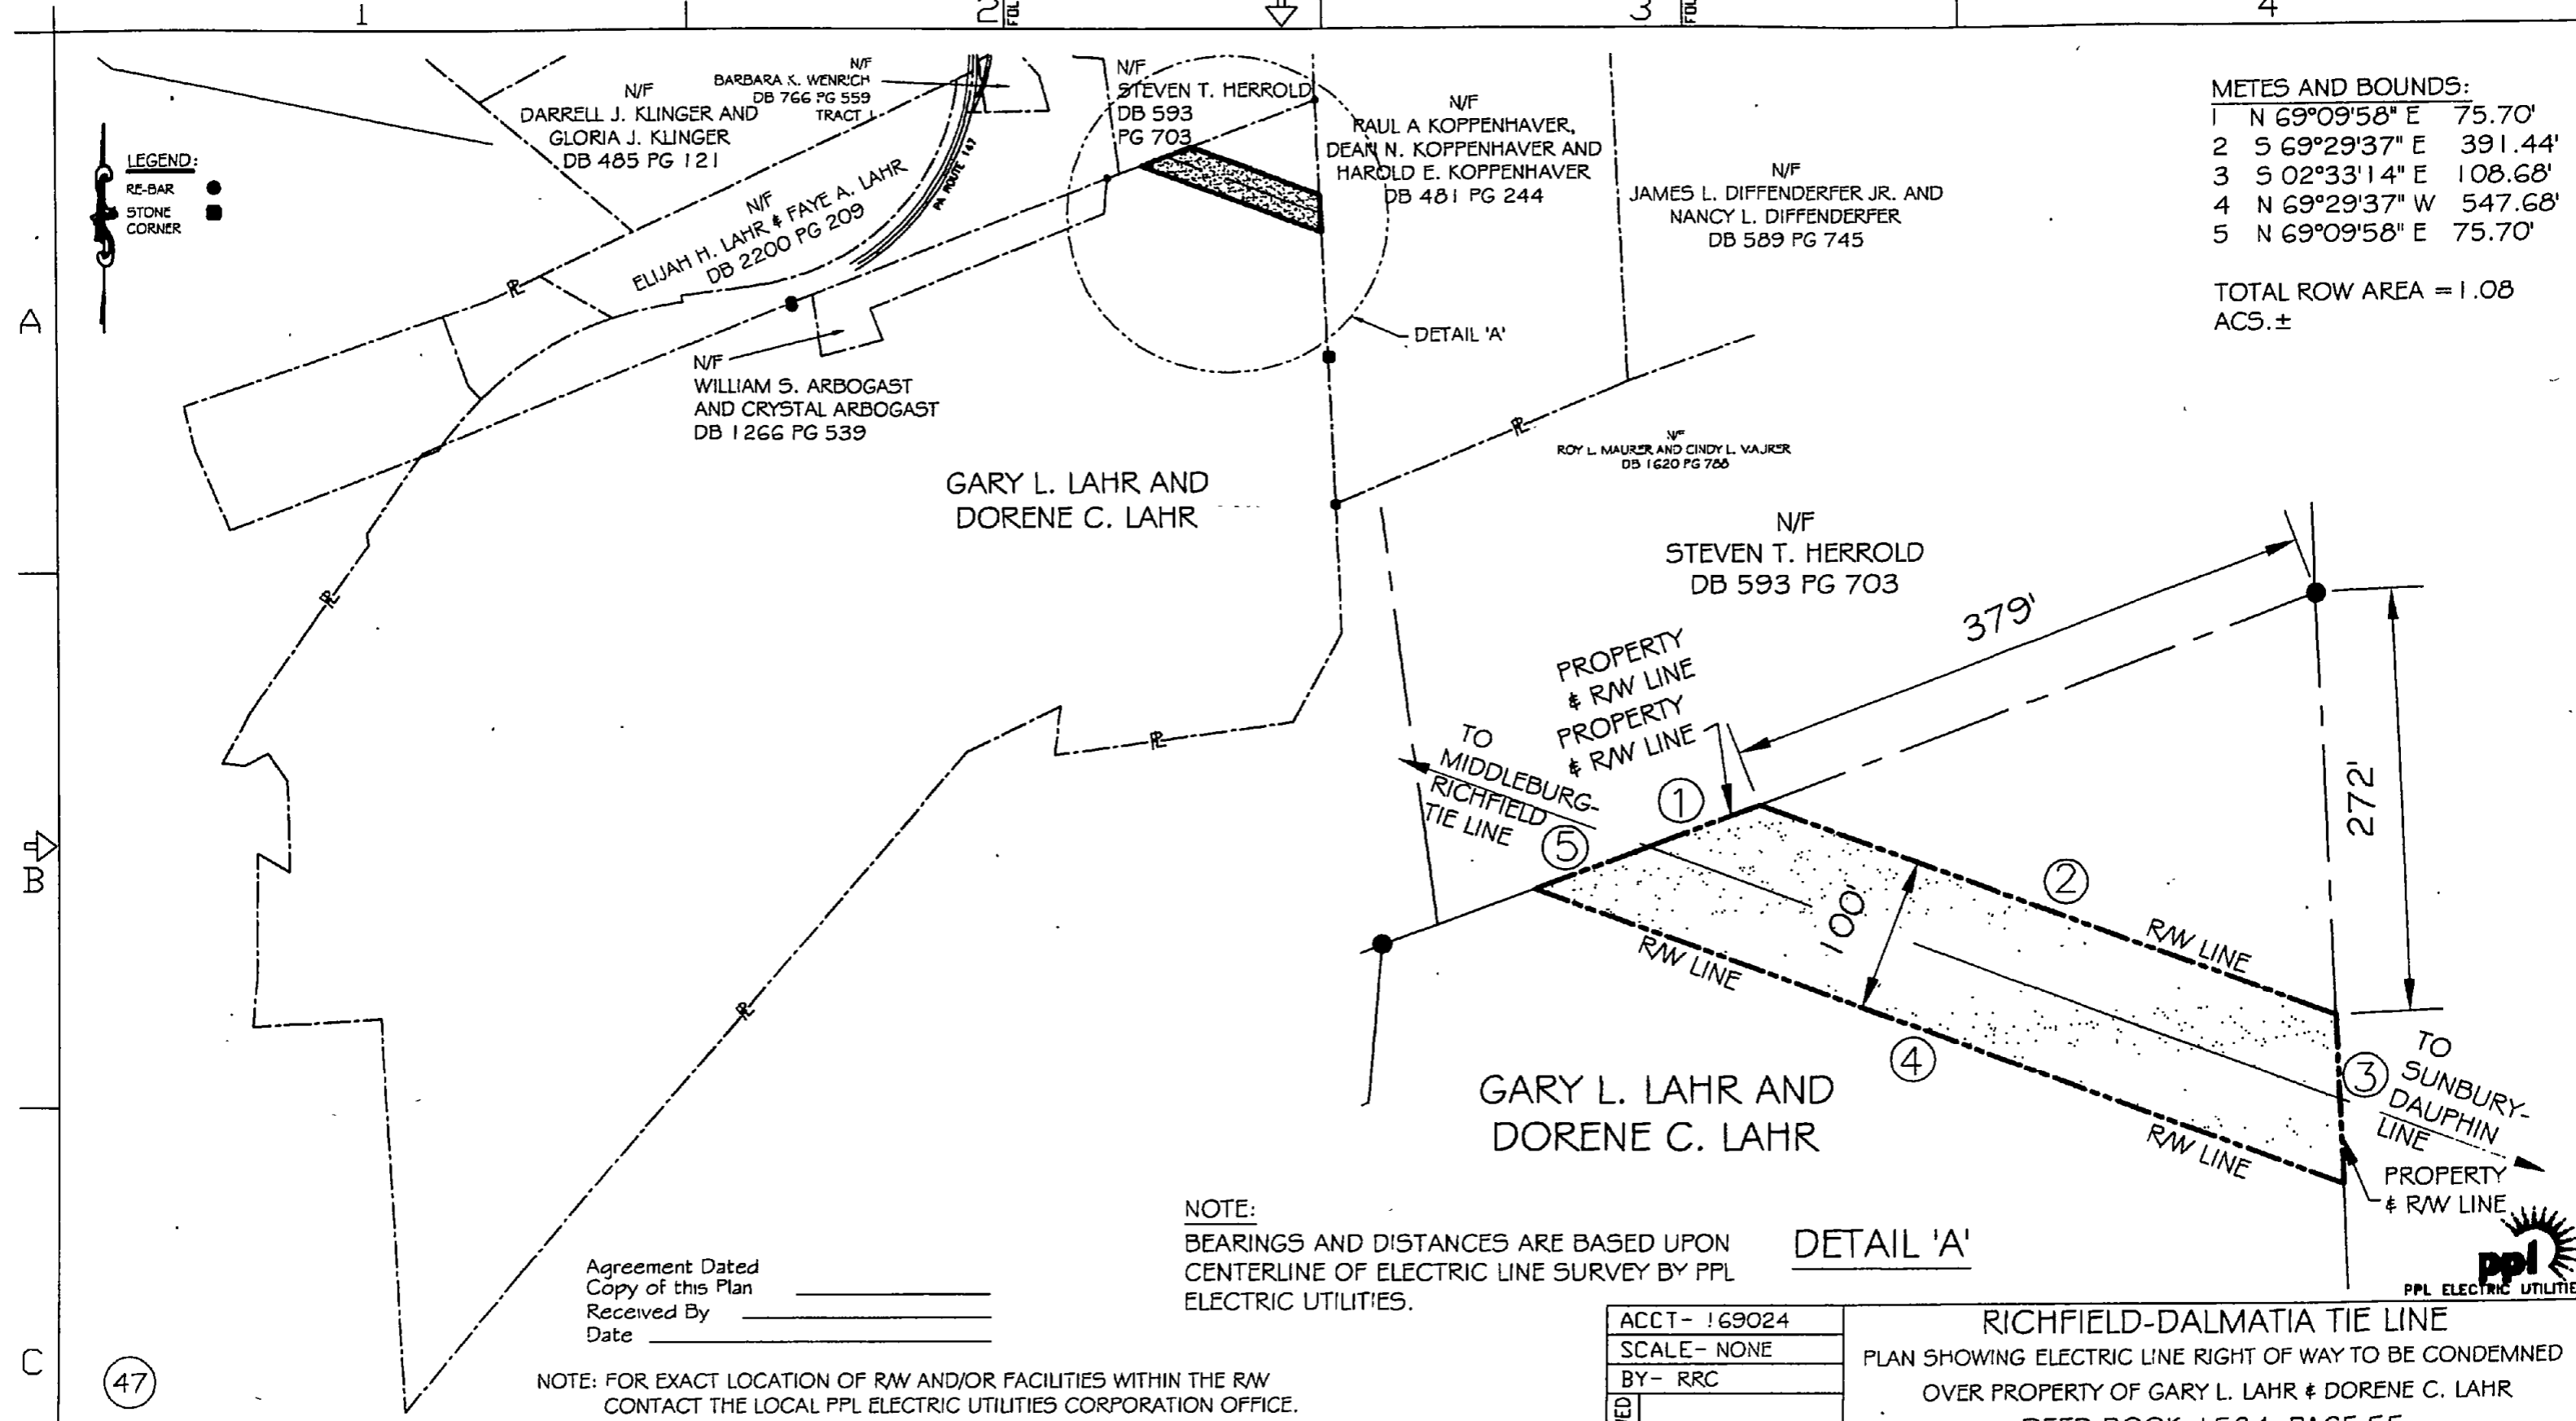 1
2
3
4
N/F
DARRELL J. KLINGER AND
GLORIA J. KLINGER
DB 485 PG 121
N/F
BARBARA K. WENRICH
DB 766 PG 559
TRACT 1
N/F
STEVEN T. HERROLD
DB 593
PG 703
N/F
PAUL A KOPPENHAVER,
DEAN N. KOPPENHAVER AND
HAROLD E. KOPPENHAVER
DB 481 PG 244
N/F
JAMES L. DIFFENDERFER JR. AND
NANCY L. DIFFENDERFER
DB 589 PG 745
METES AND BOUNDS:
1 N 69°09'58" E 75.70'
2 S 69°29'37" E 391.44'
3 S 02°33'14" E 108.68'
4 N 69°29'37" W 547.68'
5 N 69°09'58" E 75.70'
TOTAL ROW AREA = 1.08
ACS.±
LEGEND:
RE-BAR
STONE
CORNER
N/F
ELIJAH H. LAHR & FAYE A. LAHR
DB 2200 PG 209
PA ROUTE 147
A
DETAIL 'A'
N/F
WILLIAM S. ARBOGAST
AND CRYSTAL ARBOGAST
DB 1266 PG 539
N/F
ROY L. MAURER AND CINDY L.
DB 1620 PG 788
GARY L. LAHR AND
DORENE C. LAHR
N/F
STEVEN T. HERROLD
DB 593 PG 703
379'
272'
PROPERTY
& R/W LINE
PROPERTY
& R/W LINE
TO
MIDDLEBURG-
RICHFIELD
TIE LINE
1
5
2
100'
R/W LINE
R/W LINE
4
3
R/W LINE
TO
SUNBURY-
DAUPHIN
LINE
PROPERTY
& R/W LINE
B
GARY L. LAHR AND
DORENE C. LAHR
DETAIL 'A'
NOTE:
BEARINGS AND DISTANCES ARE BASED UPON
CENTERLINE OF ELECTRIC LINE SURVEY BY PPL
ELECTRIC UTILITIES.
Agreement Dated
Copy of this Plan
Received By
Date
ppl
PPL ELECTRIC UTILITIE
C
47
NOTE: FOR EXACT LOCATION OF R/W AND/OR FACILITIES WITHIN THE R/W
CONTACT THE LOCAL PPL ELECTRIC UTILITIES CORPORATION OFFICE.
ACCT- 169024
SCALE- NONE
BY- RRC
RICHFIELD-DALMATIA TIE LINE
PLAN SHOWING ELECTRIC LINE RIGHT OF WAY TO BE CONDEMNED
OVER PROPERTY OF GARY L. LAHR & DORENE C. LAHR